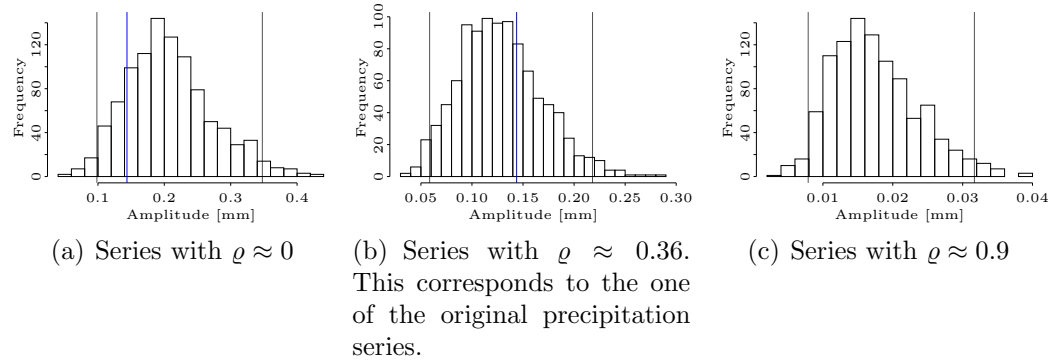 Frequency
0 40 80 120
0.1 0.2 0.3 0.4
Amplitude [mm]
(a) Series with ϱ ≈ 0
Frequency
0 20 40 60 80 100
0.05 0.10 0.15 0.20 0.25 0.30
Amplitude [mm]
(b) Series with ϱ ≈ 0.36.
This corresponds to the one
of the original precipitation
series.
Frequency
0 40 80 120
0.01 0.02 0.03 0.04
Amplitude [mm]
(c) Series with ϱ ≈ 0.9